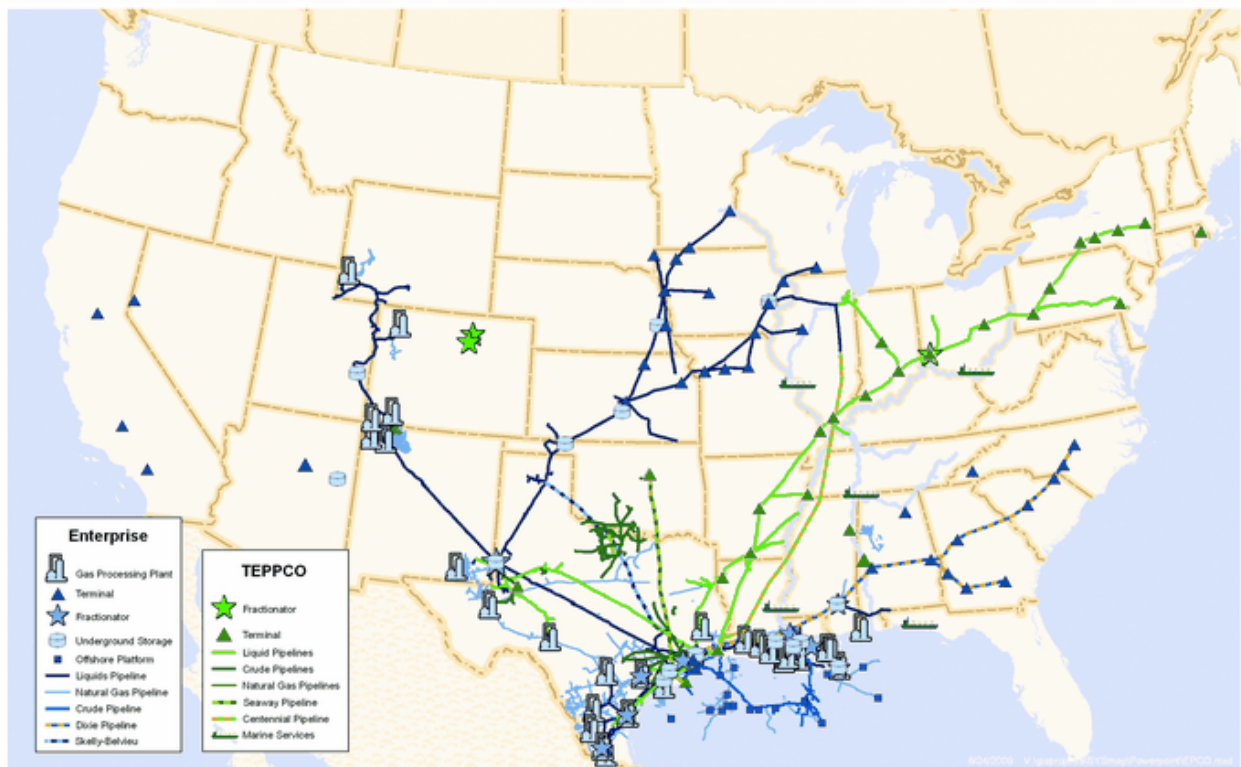 Enterprise
Gas Processing Plant
Terminal
Fractionator
Underground Storage
Offshore Platform
Liquids Pipeline
Natural Gas Pipeline
Crude Pipeline
Dixie Pipeline
Skelly-Belvieu
TEPPCO
Fractionator
Terminal
Liquid Pipelines
Crude Pipelines
Natural Gas Pipelines
Seaway Pipeline
Centennial Pipeline
Marine Services